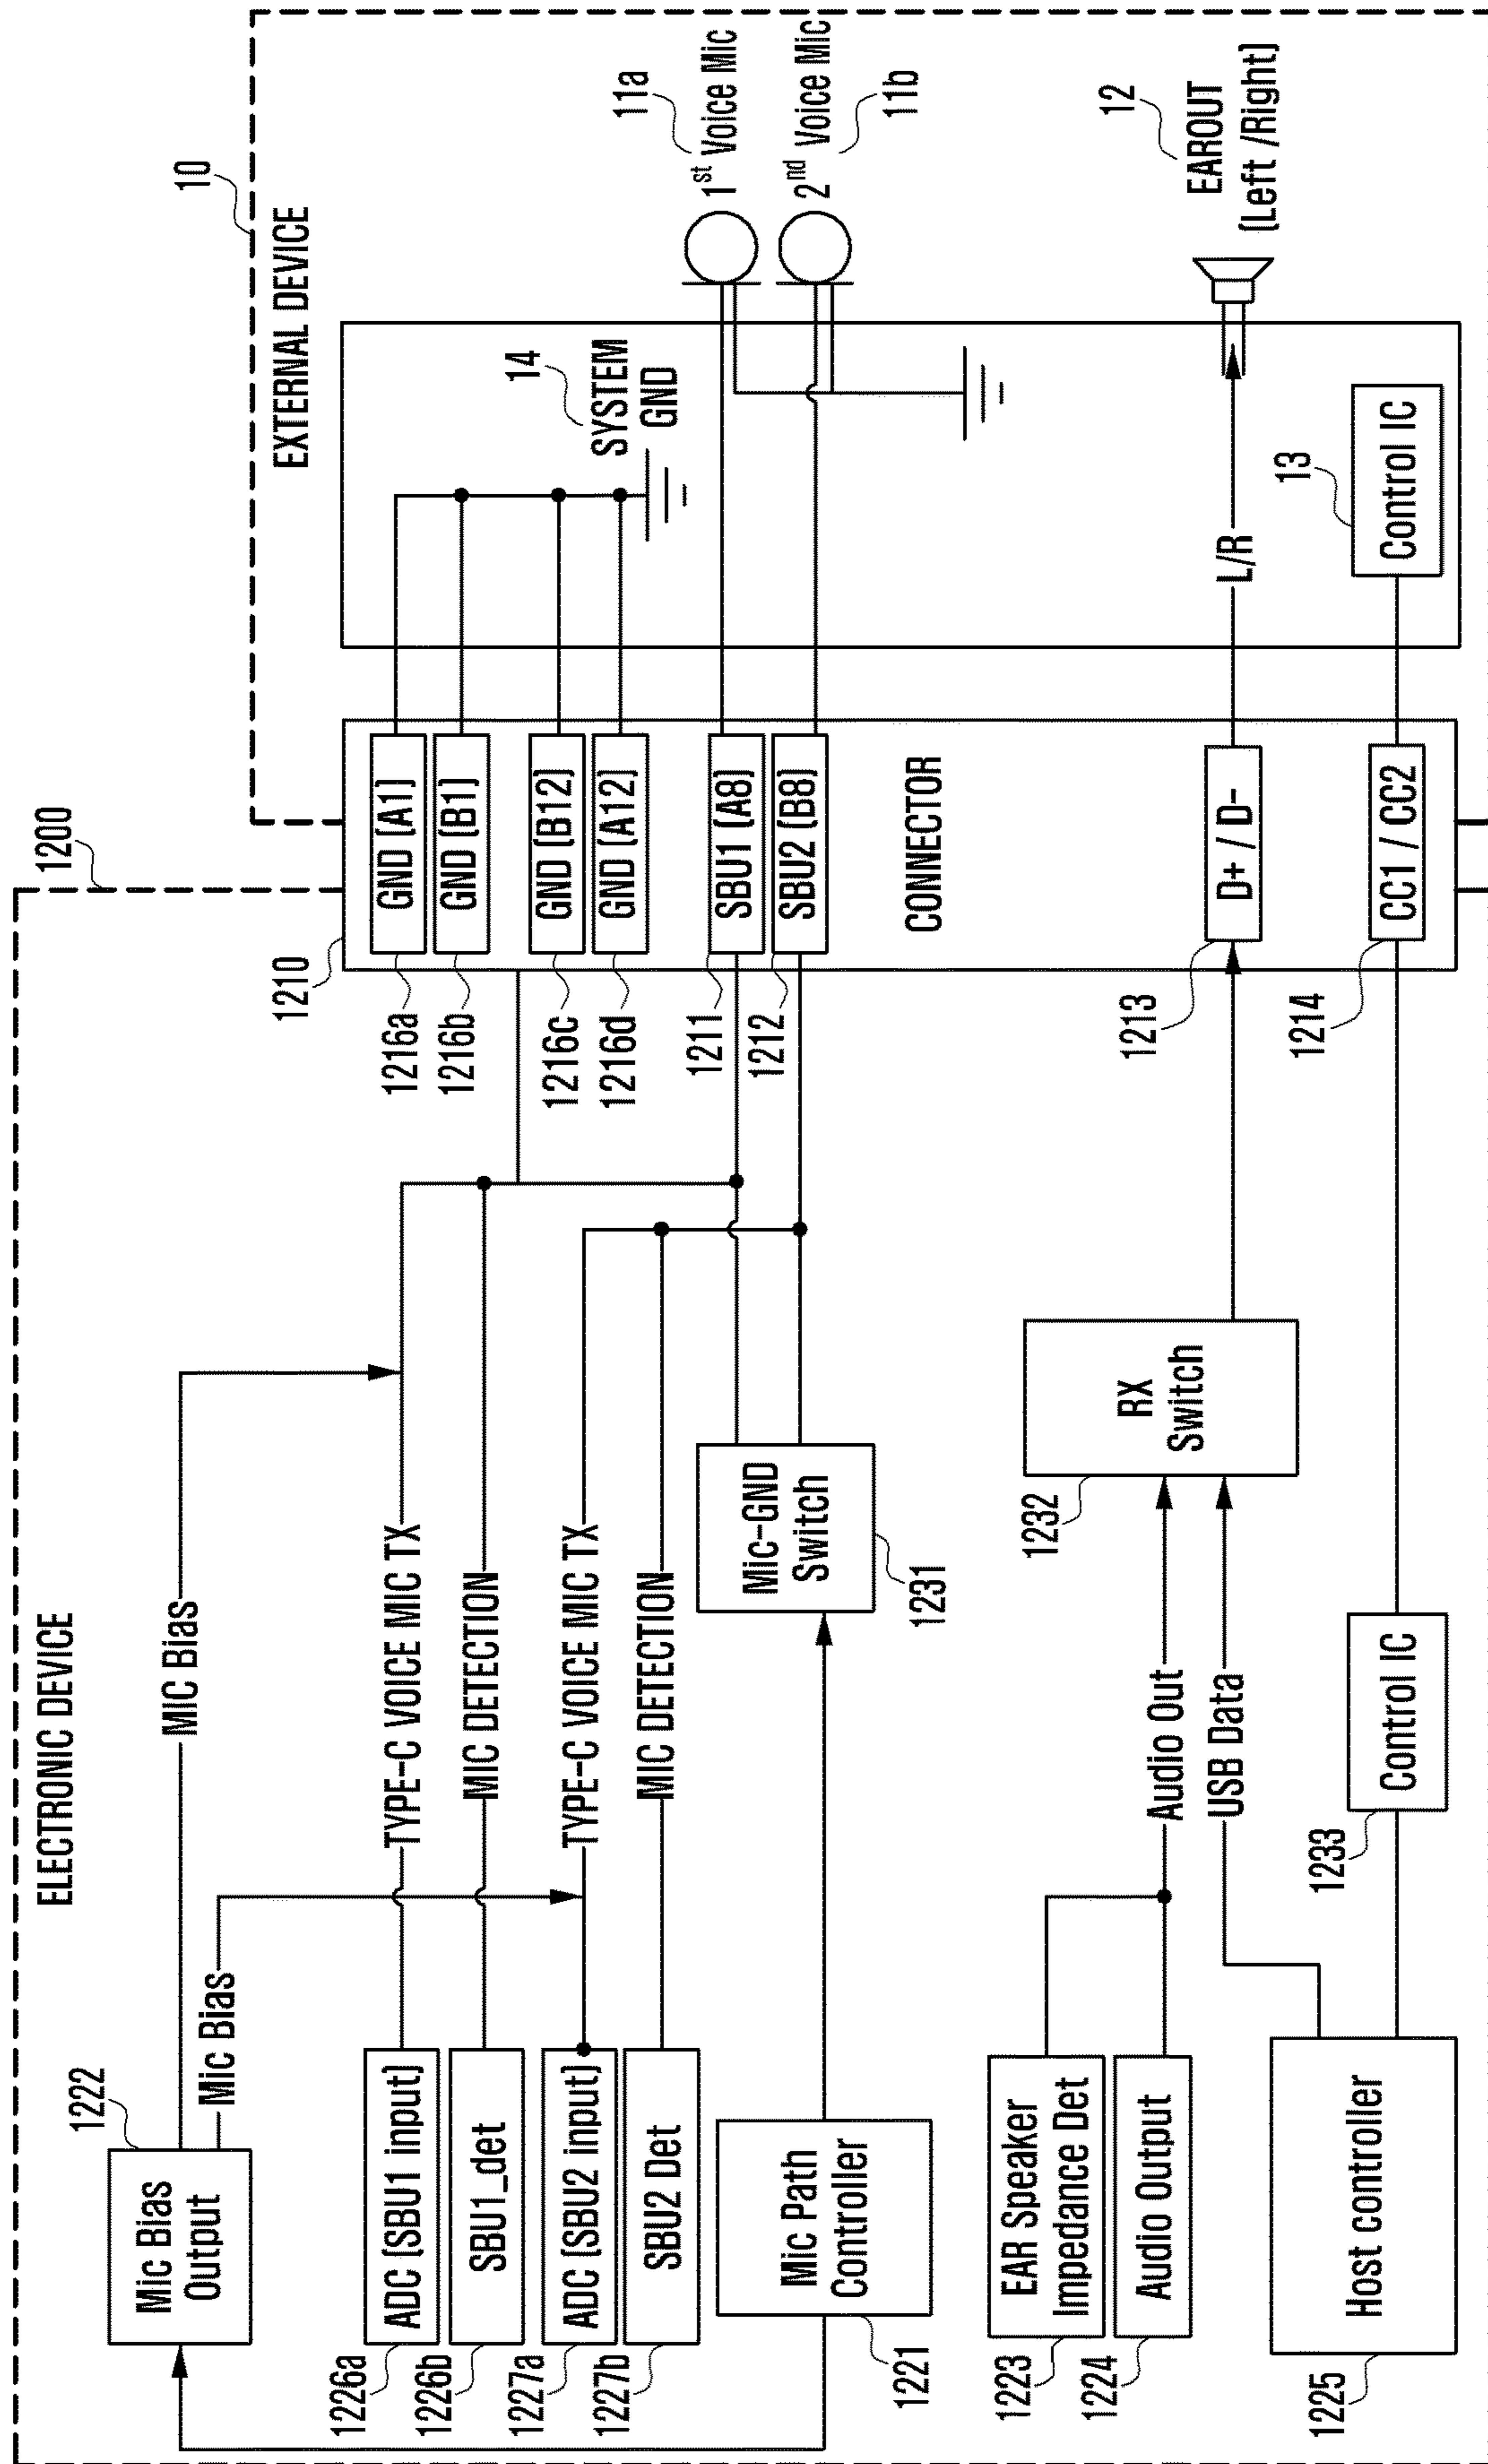 ELECTRONIC DEVICE
1200
1222
Mic Bias
Output
MIC Bias
Mic Bias
1226a
ADC (SBU1 input)
TYPE-C VOICE MIC TX
1226b
SBU1_det
MIC DETECTION
1227a
ADC (SBU2 input)
TYPE-C VOICE MIC TX
1227b
SBU2 Det
MIC DETECTION
Mic Path
Controller
1221
Mic-GND
Switch
1231
1223
EAR Speaker
Impedance Det
1224
Audio Output
Audio Out
USB Data
1232
RX
Switch
1225
Host controller
1233
Control IC
1210
1216a
GND (A1)
1216b
GND (B1)
1216c
GND (B12)
1216d
GND (A12)
1211
SBU1 (A8)
1212
SBU2 (B8)
CONNECTOR
1213
D+ / D-
1214
CC1 / CC2
10
EXTERNAL DEVICE
14
SYSTEM
GND
11a
1st Voice Mic
2nd Voice Mic
11b
12
EAROUT
(Left /Right)
L/R
13
Control IC